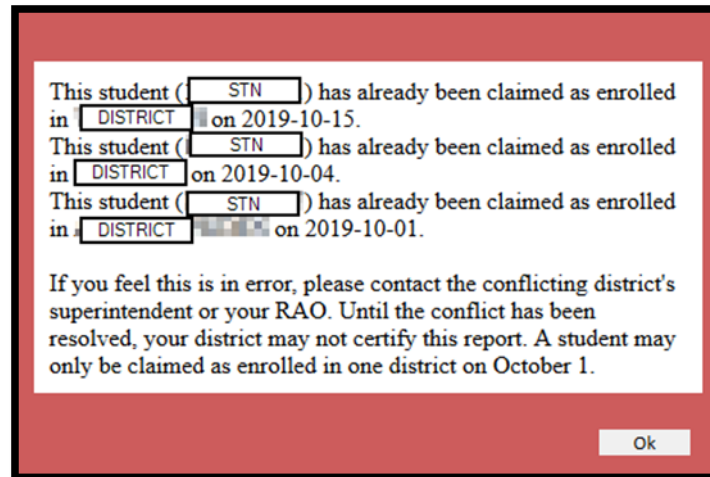 This student ( STN ) has already been claimed as enrolled
in DISTRICT on 2019-10-15.
This student ( STN ) has already been claimed as enrolled
in DISTRICT on 2019-10-04.
This student ( STN ) has already been claimed as enrolled
in DISTRICT on 2019-10-01.
If you feel this is in error, please contact the conflicting district's
superintendent or your RAO. Until the conflict has been
resolved, your district may not certify this report. A student may
only be claimed as enrolled in one district on October 1.
Ok